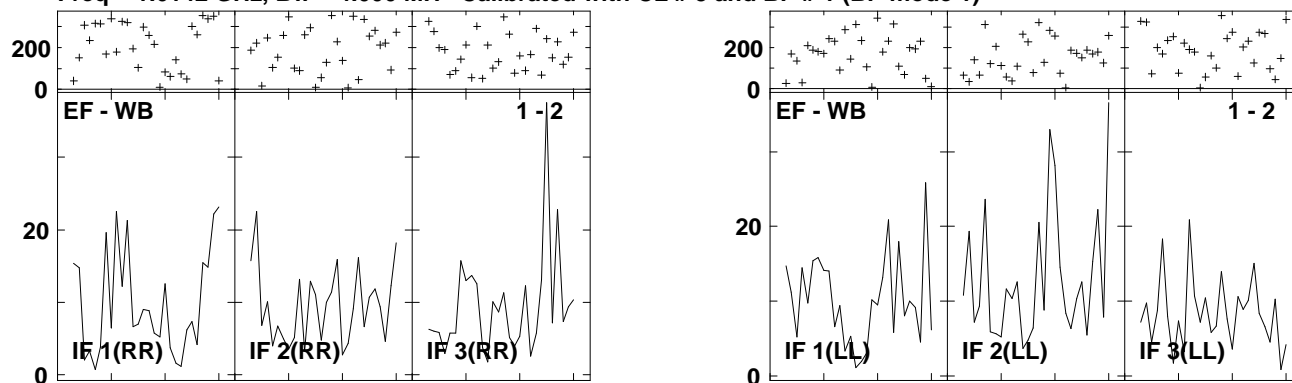 200
0
EF - WB
1 - 2
20
0
IF 1(RR)
IF 2(RR)
IF 3(RR)
200
0
EF - WB
1 - 2
20
0
IF 1(LL)
IF 2(LL)
IF 3(LL)